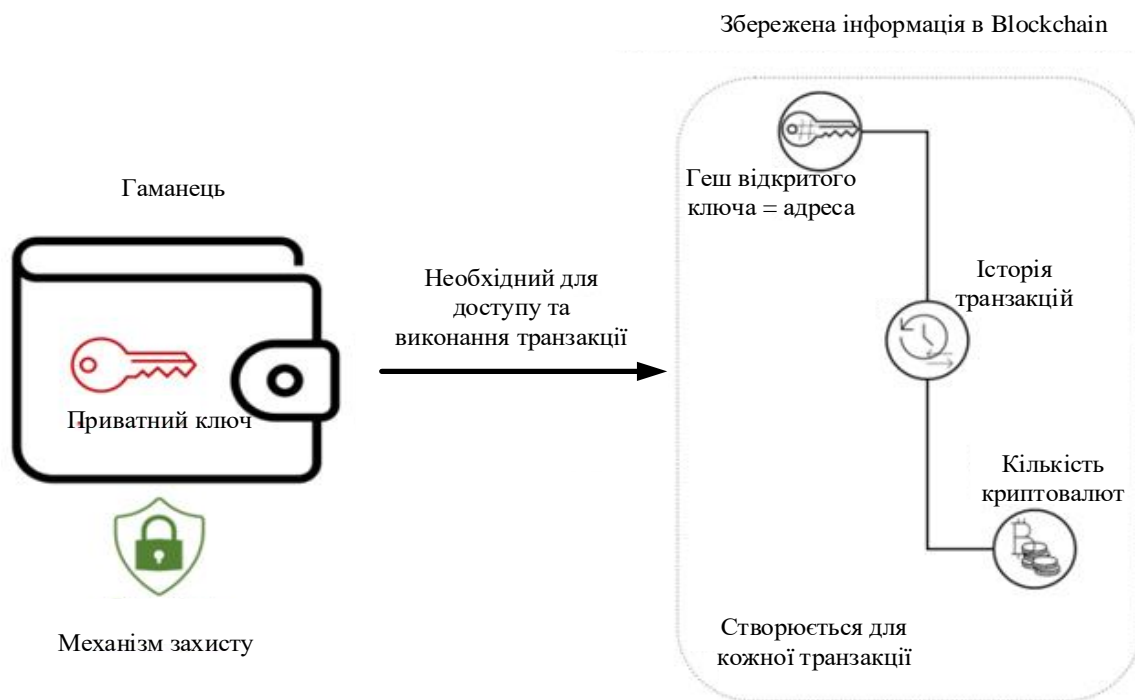 Збережена інформація в Blockchain
Гаманець
Приватний ключ
Механізм захисту
Необхідний для
доступу та
виконання транзакції
Геш відкритого
ключа = адреса
Історія
транзакцій
Кількість
криптовалют
Створюється для
кожної транзакції